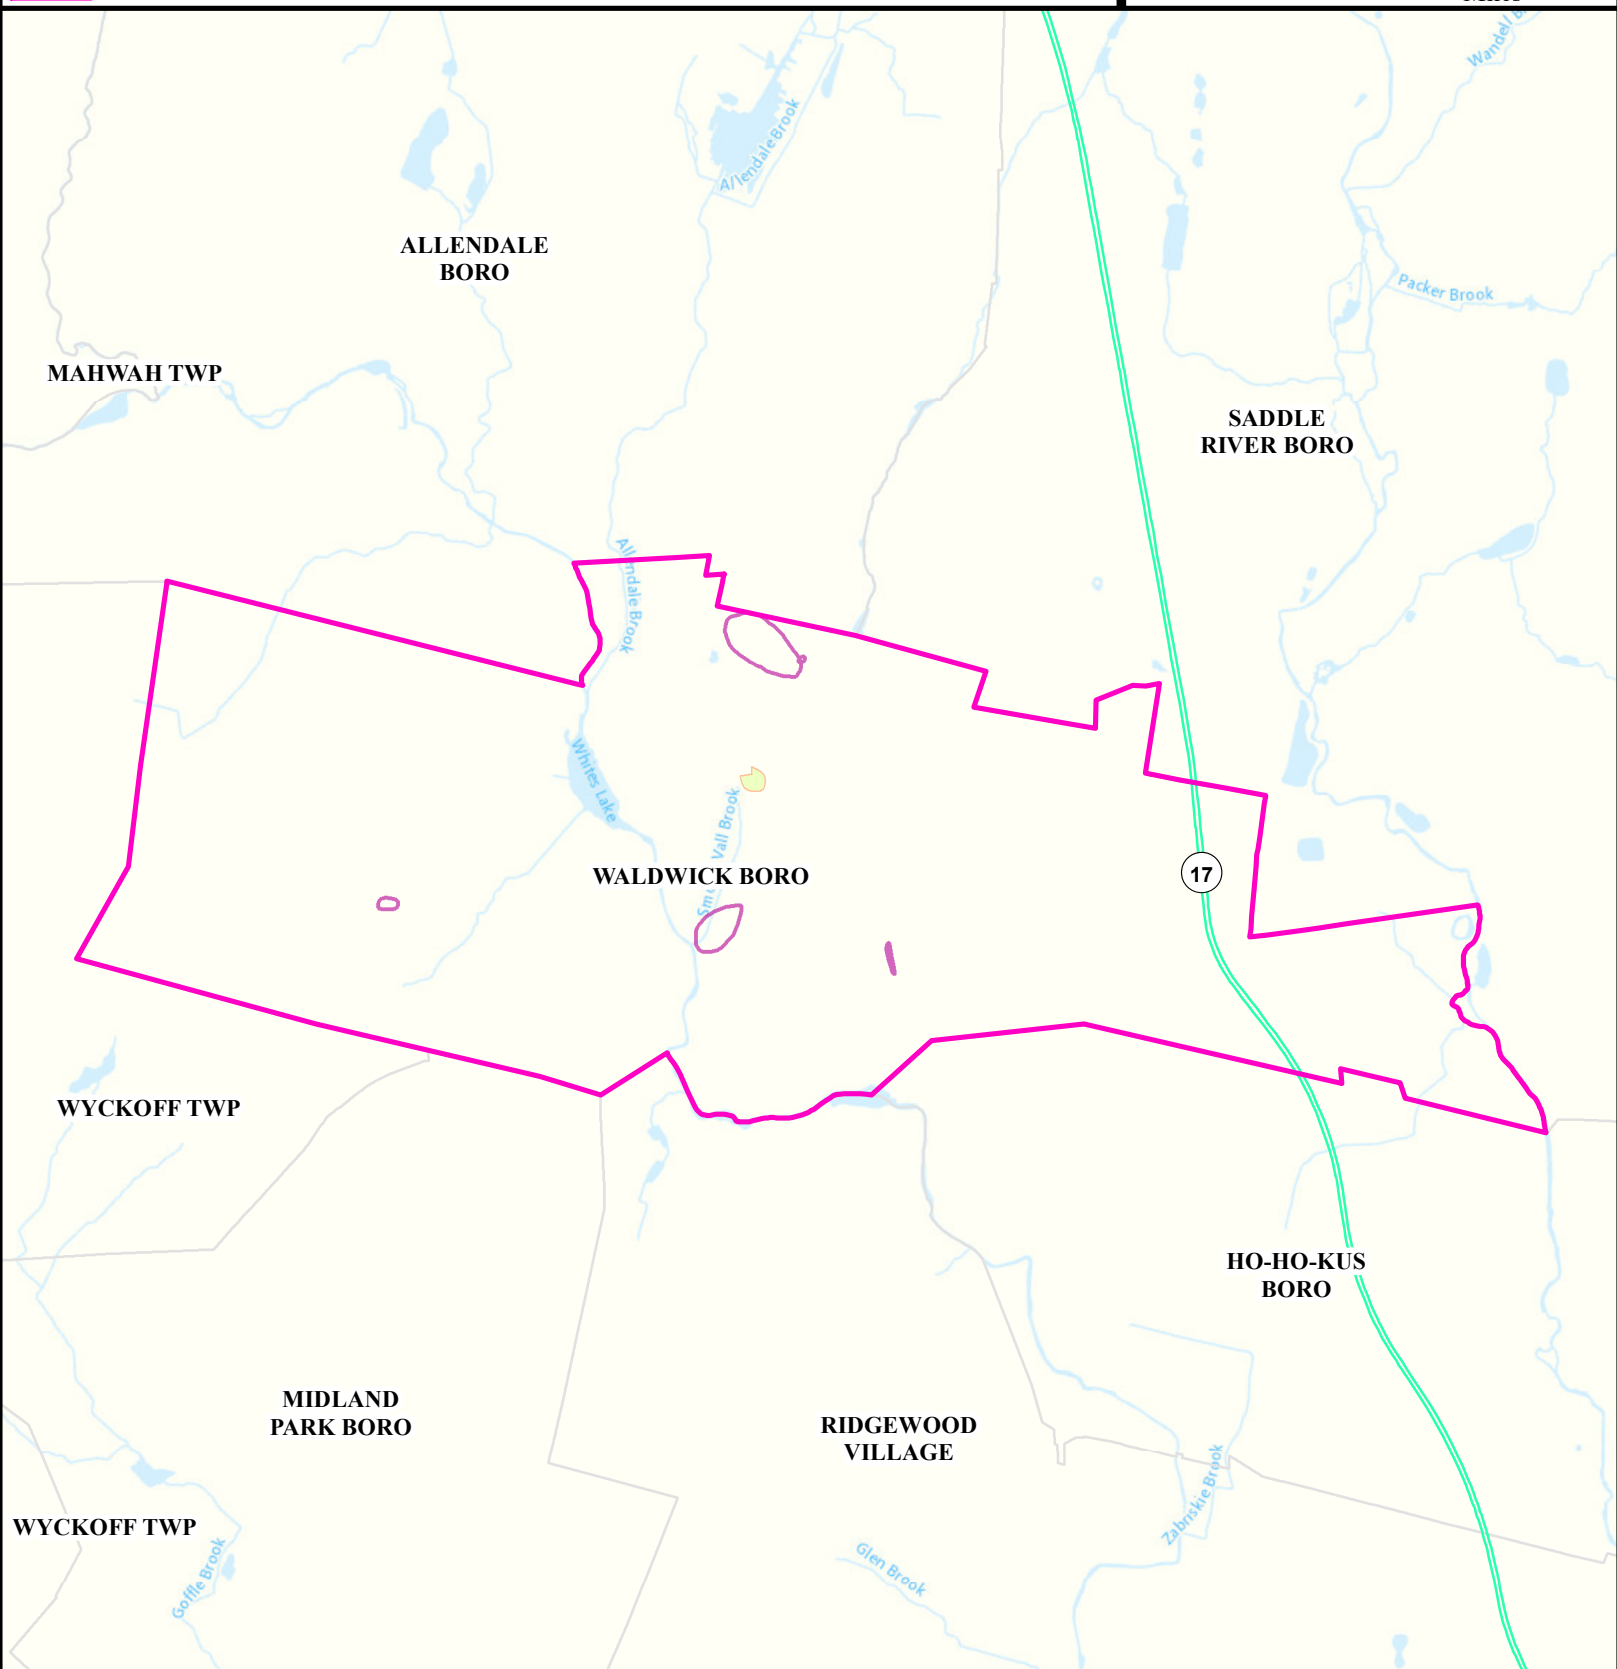 Wandell
Allendale Brook
ALLENDALE
BORO
Packer Brook
MAHWAH TWP
SADDLE
RIVER BORO
Allendale Brook
Whites Lake
Vall Brook
WALDWICK BORO
17
WYCKOFF TWP
HO-HO-KUS
BORO
MIDLAND
PARK BORO
RIDGEWOOD
VILLAGE
Zabriskie Brook
WYCKOFF TWP
Goffle Brook
Glen Brook